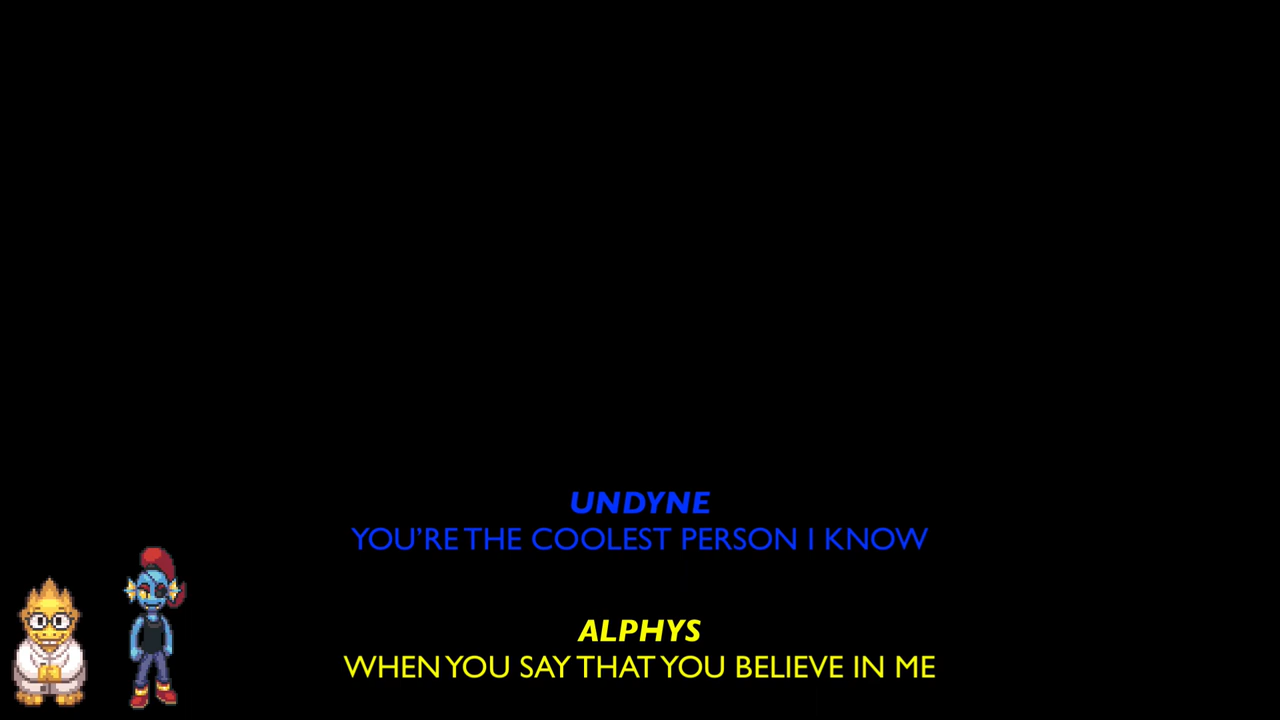 UNDYNE
YOU’RE THE COOLEST PERSON I KNOW
ALPHYS
WHEN YOU SAY THAT YOU BELIEVE IN ME